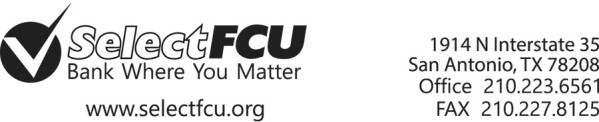 SelectFCU
Bank Where You Matter
www.selectfcu.org
1914 N Interstate 35
San Antonio, TX 78208
Office 210.223.6561
FAX 210.227.8125